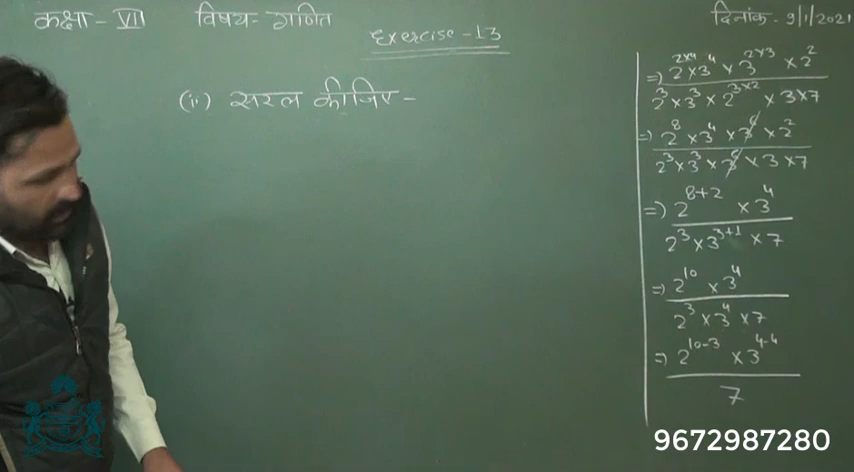 कक्षा - VII विषय - गणित दिनांक - 9/1/2021
Exercise - 13
(ii) सरल कीजिए -
=) 2^{2×4} × 3^4 × 3^{2×3} × 2^2
2^3 × 3^3 × 2^{3×2} × 3 × 7
=) 2^8 × 3^4 × 3^6 × 2^2
2^3 × 3^3 × 3^6 × 3 × 7
=) 2^{8+2} × 3^4
2^3 × 3^{3+1} × 7
=) 2^{10} × 3^4
2^3 × 3^4 × 7
=) 2^{10-3} × 3^{4-4}
7
9672987280